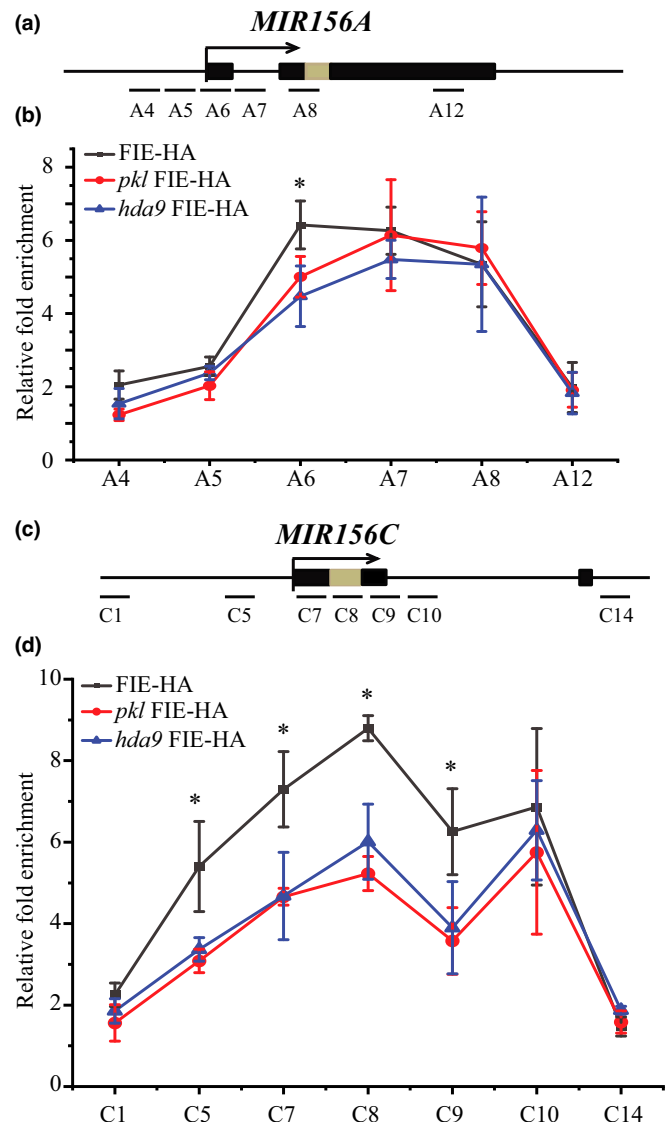 (a)
MIR156A
A4 A5 A6 A7 A8 A12
(b)
FIE-HA
pkl FIE-HA
hda9 FIE-HA
*
Relative fold enrichment
8
6
4
2
0
A4 A5 A6 A7 A8 A12
(c)
MIR156C
C1 C5 C7 C8 C9 C10 C14
(d)
FIE-HA
pkl FIE-HA
hda9 FIE-HA
* * * *
Relative fold enrichment
10
8
6
4
2
0
C1 C5 C7 C8 C9 C10 C14